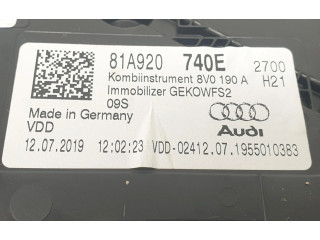 81A920 740E 2700
Kombiinstrument 8V0 190 A H21
Immobilizer GEKOWFS2
09S
Made in Germany
VDD
Audi
12.07.2019 12:02:23 VDD-02412.07.1955010383